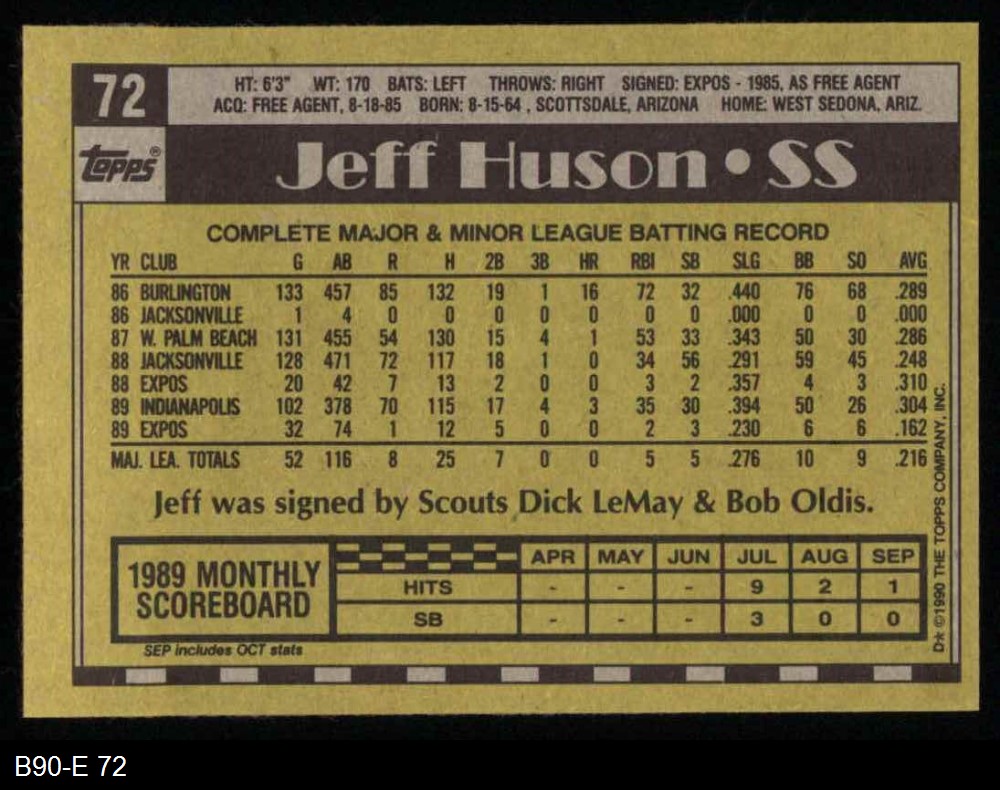 72
HT: 6'3" WT: 170 BATS: LEFT THROWS: RIGHT SIGNED: EXPOS - 1985, AS FREE AGENT
ACQ: FREE AGENT, 8-18-85 BORN: 8-15-64 , SCOTTSDALE, ARIZONA HOME: WEST SEDONA, ARIZ.
Topps®
Jeff Huson • SS
COMPLETE MAJOR & MINOR LEAGUE BATTING RECORD
YR CLUB G AB R H 2B 3B HR RBI SB SLG BB SO AVG
86 BURLINGTON 133 457 85 132 19 1 16 72 32 .440 76 68 .289
86 JACKSONVILLE 1 4 0 0 0 0 0 0 0 .000 0 0 .000
87 W. PALM BEACH 131 455 54 130 15 4 1 53 33 .343 50 30 .286
88 JACKSONVILLE 128 471 72 117 18 1 0 34 56 .291 59 45 .248
88 EXPOS 20 42 7 13 2 0 0 3 2 .357 4 3 .310
89 INDIANAPOLIS 102 378 70 115 17 4 3 35 30 .394 50 26 .304
89 EXPOS 32 74 1 12 5 0 0 2 3 .230 6 6 .162
MAJ. LEA. TOTALS 52 116 8 25 7 0 0 5 5 .276 10 9 .216
Jeff was signed by Scouts Dick LeMay & Bob Oldis.
1989 MONTHLY
SCOREBOARD
APR MAY JUN JUL AUG SEP
HITS - - - 9 2 1
SB - - - 3 0 0
SEP includes OCT stats
D* ©1990 THE TOPPS COMPANY, INC.
B90-E 72